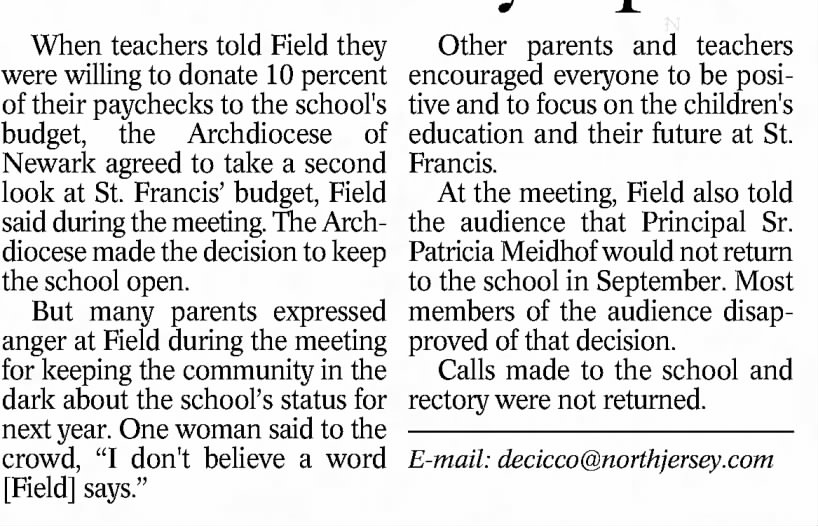 When teachers told Field they
were willing to donate 10 percent
of their paychecks to the school's
budget, the Archdiocese of
Newark agreed to take a second
look at St. Francis’ budget, Field
said during the meeting. The Arch-
diocese made the decision to keep
the school open.
But many parents expressed
anger at Field during the meeting
for keeping the community in the
dark about the school’s status for
next year. One woman said to the
crowd, “I don't believe a word
[Field] says.”
Other parents and teachers
encouraged everyone to be posi-
tive and to focus on the children's
education and their future at St.
Francis.
At the meeting, Field also told
the audience that Principal Sr.
Patricia Meidhof would not return
to the school in September. Most
members of the audience disap-
proved of that decision.
Calls made to the school and
rectory were not returned.
E-mail: decicco@northjersey.com